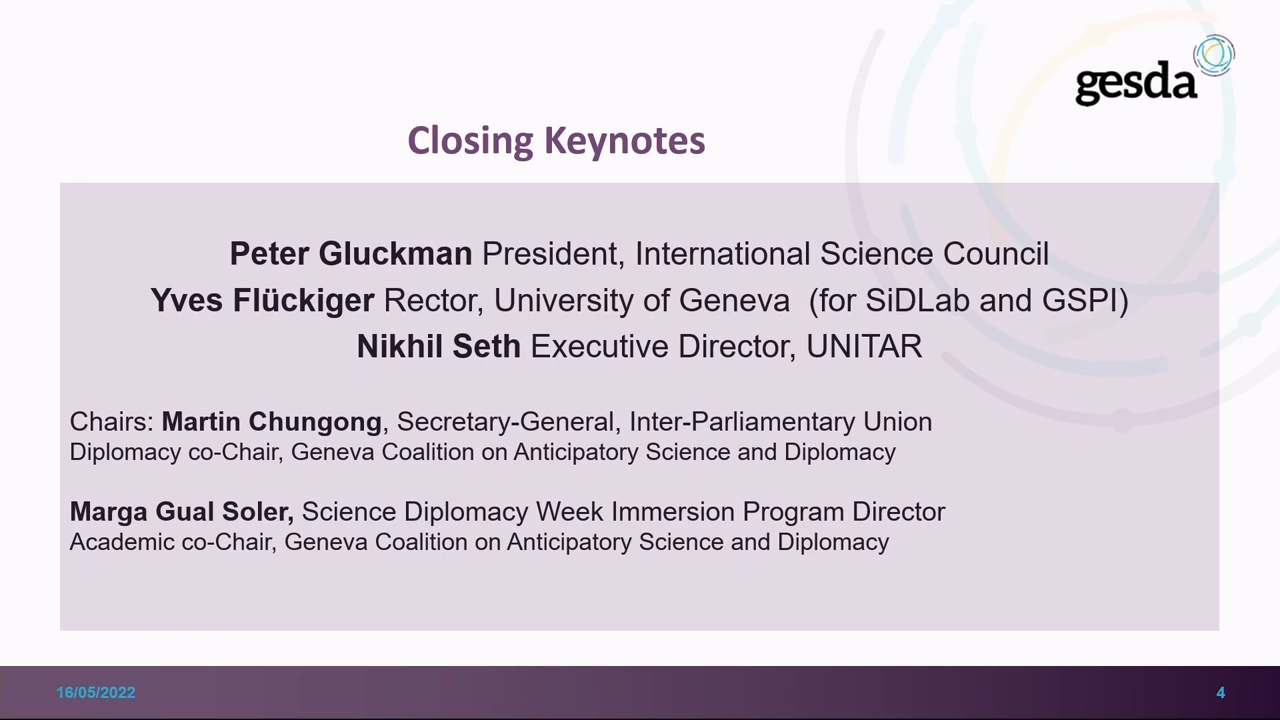 gesda
Closing Keynotes
Peter Gluckman President, International Science Council
Yves Flückiger Rector, University of Geneva (for SiDLab and GSPI)
Nikhil Seth Executive Director, UNITAR
Chairs: Martin Chungong, Secretary-General, Inter-Parliamentary Union
Diplomacy co-Chair, Geneva Coalition on Anticipatory Science and Diplomacy
Marga Gual Soler, Science Diplomacy Week Immersion Program Director
Academic co-Chair, Geneva Coalition on Anticipatory Science and Diplomacy
16/05/2022
4